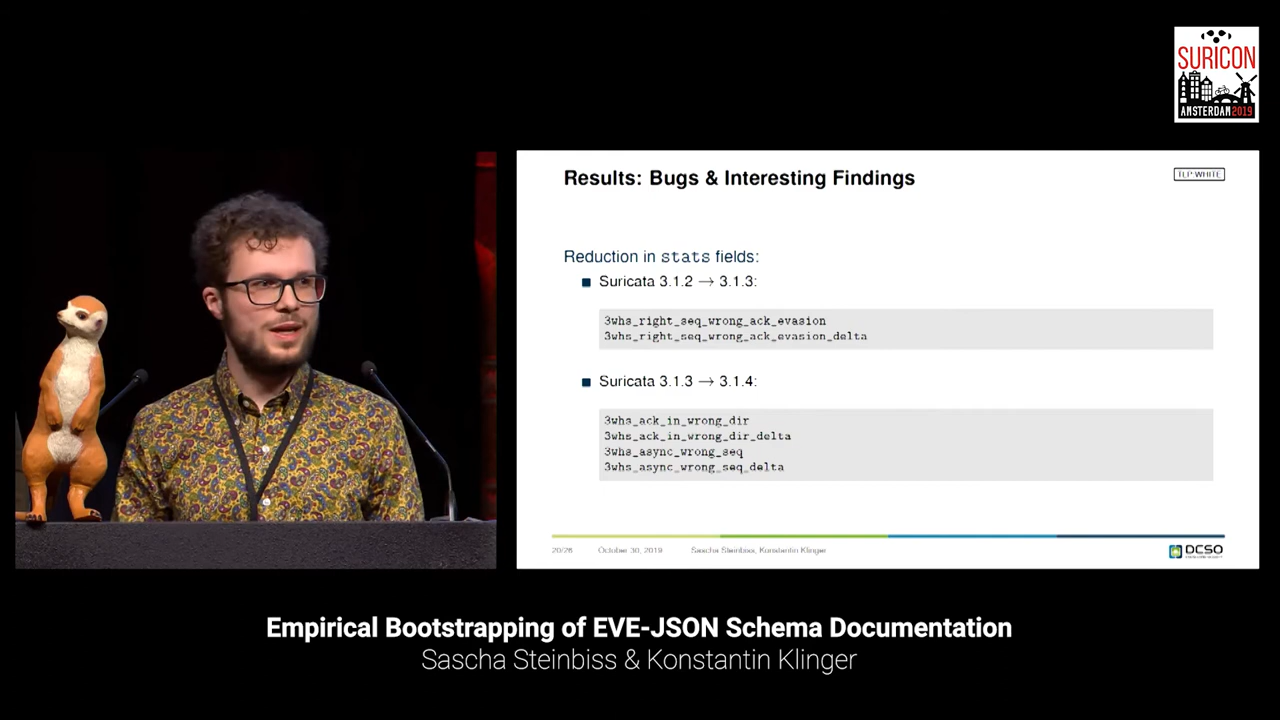 SURICON
AMSTERDAM2019
Results: Bugs & Interesting Findings
TLP:WHITE
Reduction in stats fields:
Suricata 3.1.2 → 3.1.3:
3whs_right_seq_wrong_ack_evasion
3whs_right_seq_wrong_ack_evasion_delta
Suricata 3.1.3 → 3.1.4:
3whs_ack_in_wrong_dir
3whs_ack_in_wrong_dir_delta
3whs_async_wrong_seq
3whs_async_wrong_seq_delta
20/26 October 30, 2019 Sascha Steinbiss, Konstantin Klinger
DCSO
Empirical Bootstrapping of EVE-JSON Schema Documentation
Sascha Steinbiss & Konstantin Klinger